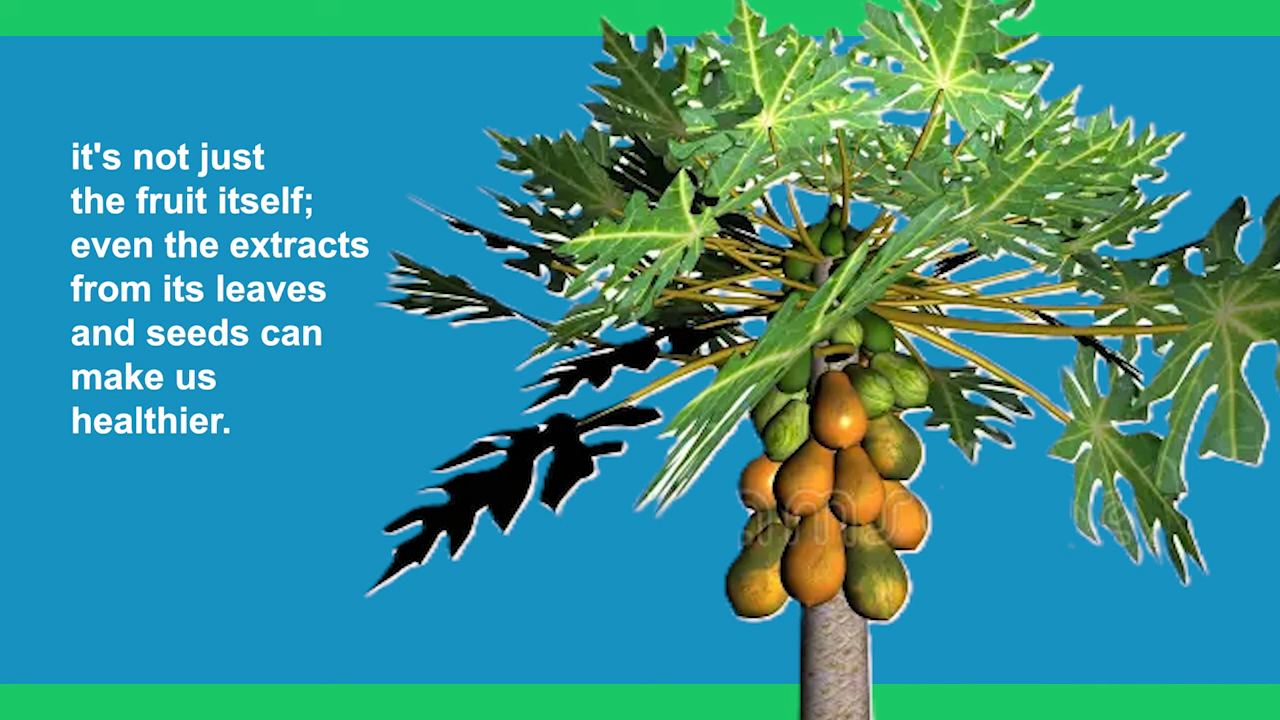 it's not just
the fruit itself;
even the extracts
from its leaves
and seeds can
make us
healthier.